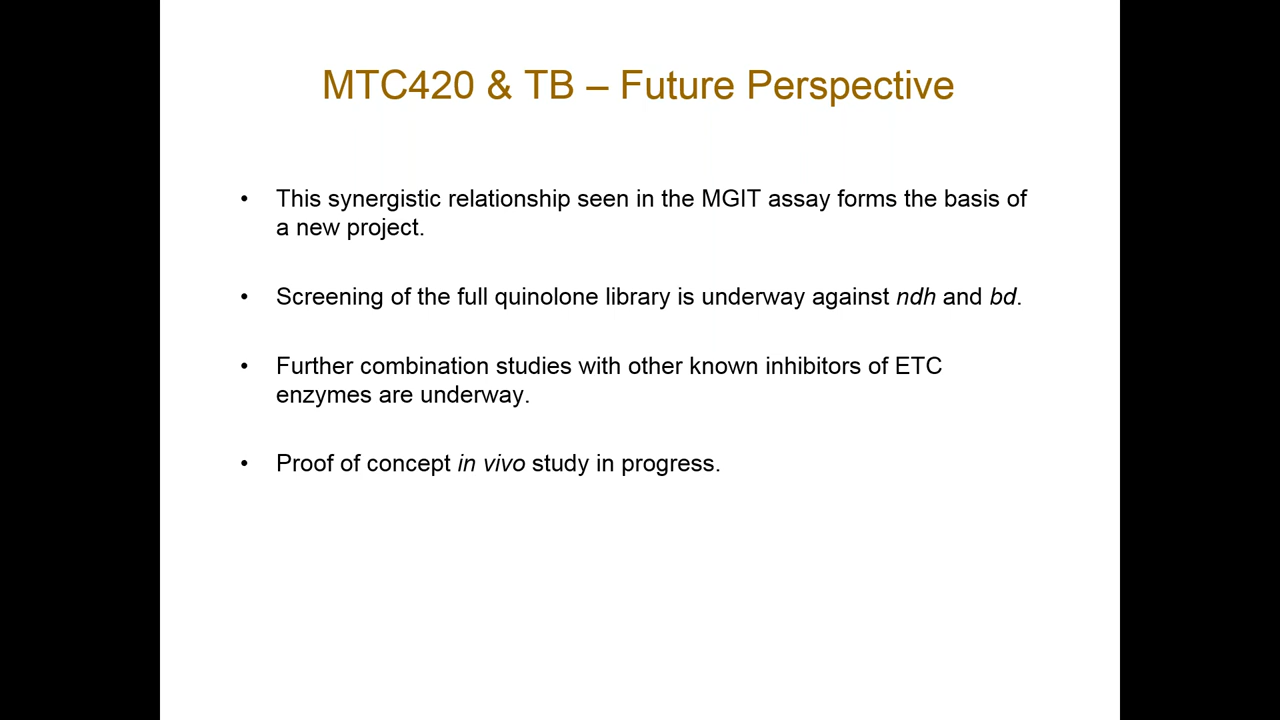 MTC420 & TB – Future Perspective
• This synergistic relationship seen in the MGIT assay forms the basis of
a new project.
• Screening of the full quinolone library is underway against ndh and bd.
• Further combination studies with other known inhibitors of ETC
enzymes are underway.
• Proof of concept in vivo study in progress.